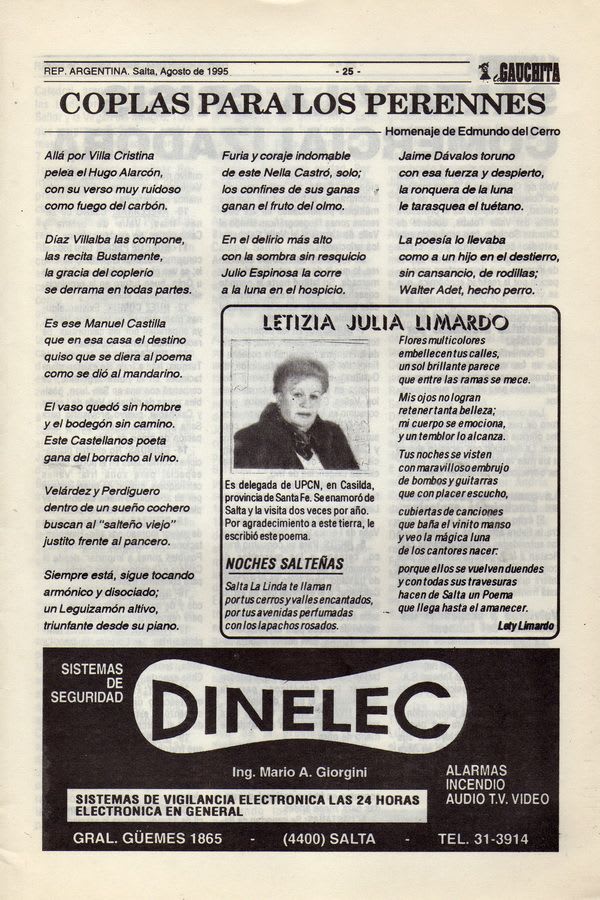 REP. ARGENTINA. Salta, Agosto de 1995
- 25 -
La GAUCHITA
COPLAS PARA LOS PERENNES
Homenaje de Edmundo del Cerro
Allá por Villa Cristina
pelea el Hugo Alarcón,
con su verso muy ruidoso
como fuego del carbón.
Díaz Villalba las compone,
las recita Bustamente,
la gracia del coplerío
se derrama en todas partes.
Es ese Manuel Castilla
que en esa casa el destino
quiso que se diera al poema
como se dió al mandarino.
El vaso quedó sin hombre
y el bodegón sin camino.
Este Castellanos poeta
gana del borracho al vino.
Velárdez y Perdiguero
dentro de un sueño cochero
buscan al "salteño viejo"
justito frente al pancero.
Siempre está, sigue tocando
armónico y disociado;
un Leguizamón altivo,
triunfante desde su piano.
Furia y coraje indomable
de este Nella Castró, solo;
los confines de sus ganas
ganan el fruto del olmo.
En el delirio más alto
con la sombra sin resquicio
Julio Espinosa la corre
a la luna en el hospicio.
Jaime Dávalos toruno
con esa fuerza y despierto,
la ronquera de la luna
le tarasquea el tuétano.
La poesía lo llevaba
como a un hijo en el destierro,
sin cansancio, de rodillas;
Walter Adet, hecho perro.
LETIZIA JULIA LIMARDO
Es delegada de UPCN, en Casilda,
provincia de Santa Fe. Se enamoró de
Salta y la visita dos veces por año.
Por agradecimiento a este tierra, le
escribió este poema.
NOCHES SALTEÑAS
Salta La Linda te llaman
por tus cerros y valles encantados,
por tus avenidas perfumadas
con los lapachos rosados.
Flores multicolores
embellecen tus calles,
un sol brillante parece
que entre las ramas se mece.
Mis ojos no logran
retener tanta belleza;
mi cuerpo se emociona,
y un temblor lo alcanza.
Tus noches se visten
con maravilloso embrujo
de bombos y guitarras
que con placer escucho,
cubiertas de canciones
que baña el vinito manso
y veo la mágica luna
de los cantores nacer:
porque ellos se vuelven duendes
y con todas sus travesuras
hacen de Salta un Poema
que llega hasta el amanecer.
Lety Limardo
SISTEMAS
DE
SEGURIDAD
DINELEC
Ing. Mario A. Giorgini
ALARMAS
INCENDIO
AUDIO T.V. VIDEO
SISTEMAS DE VIGILANCIA ELECTRONICA LAS 24 HORAS
ELECTRONICA EN GENERAL
GRAL. GÜEMES 1865 - (4400) SALTA - TEL. 31-3914